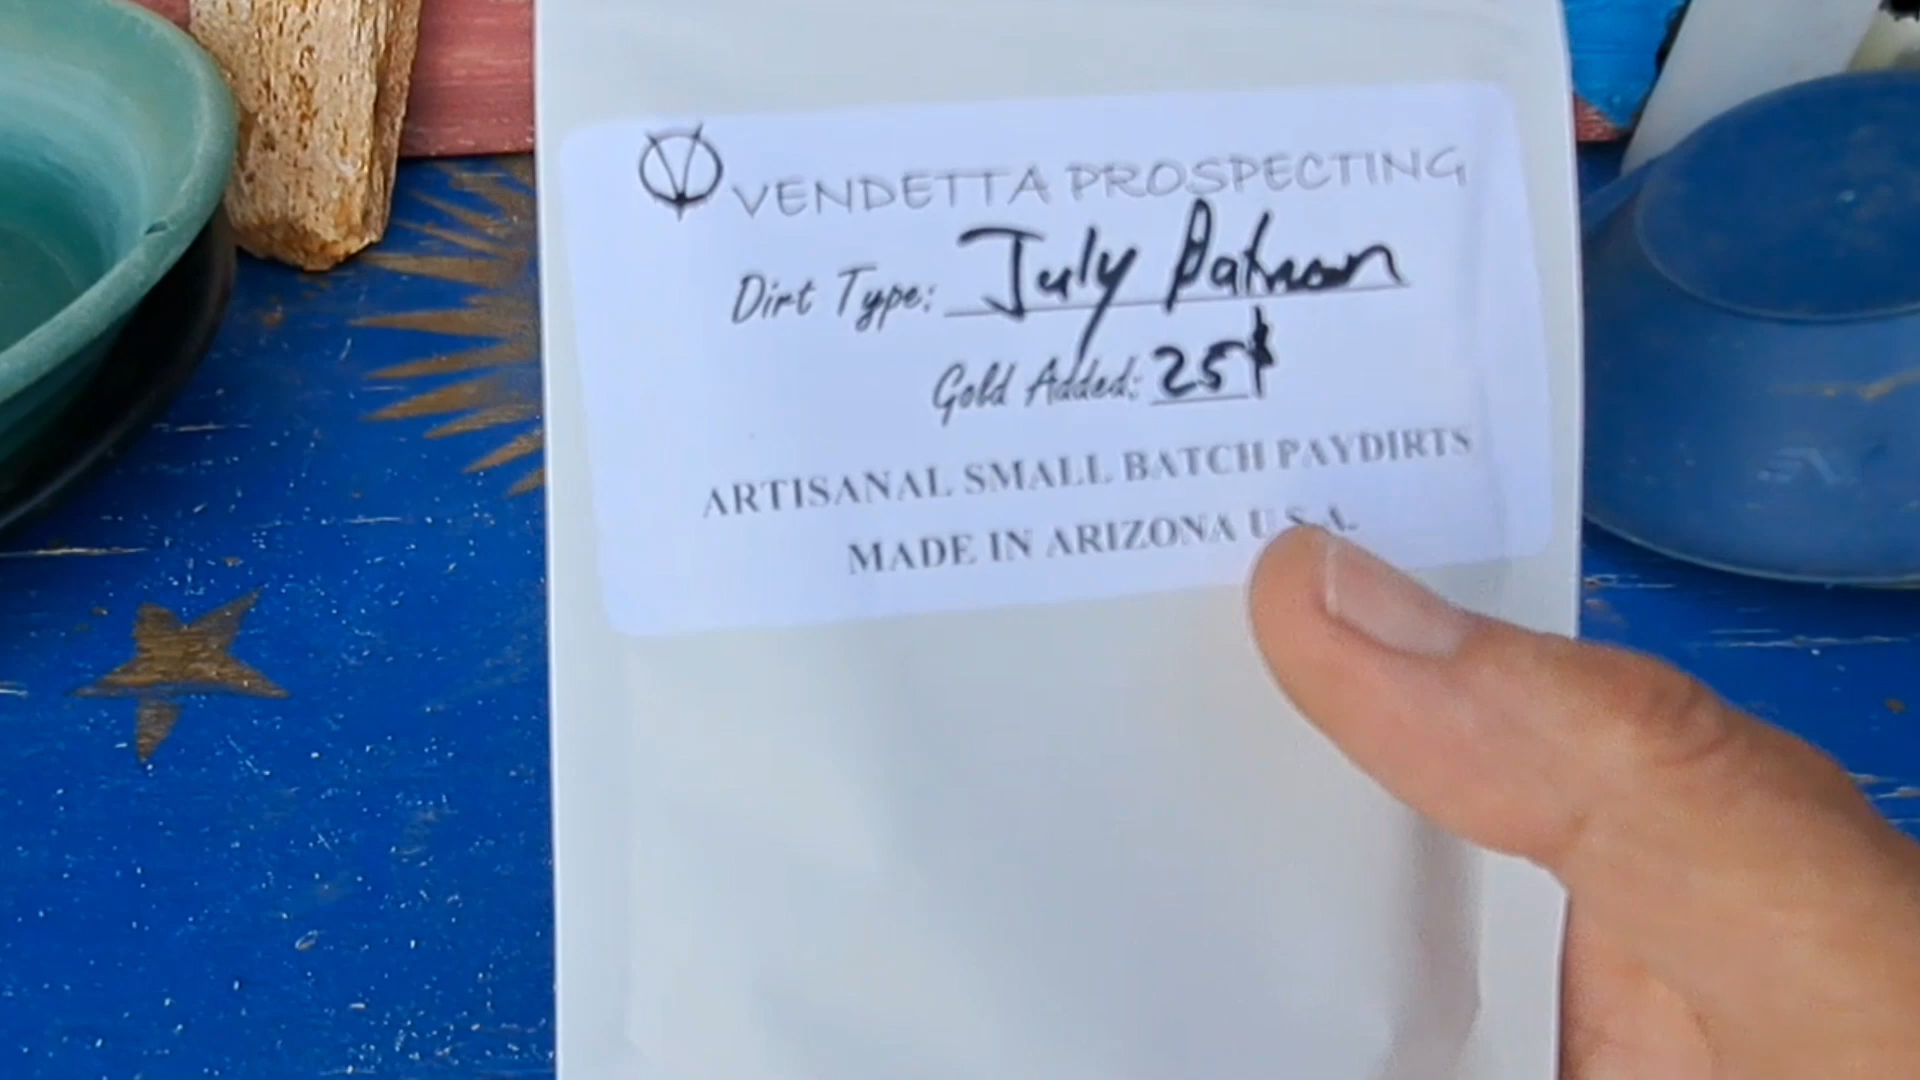 VENDETTA PROSPECTING
Dirt Type: July Patreon
Gold Added: 25$
ARTISANAL SMALL BATCH PAYDIRTS
MADE IN ARIZONA U.S.A.